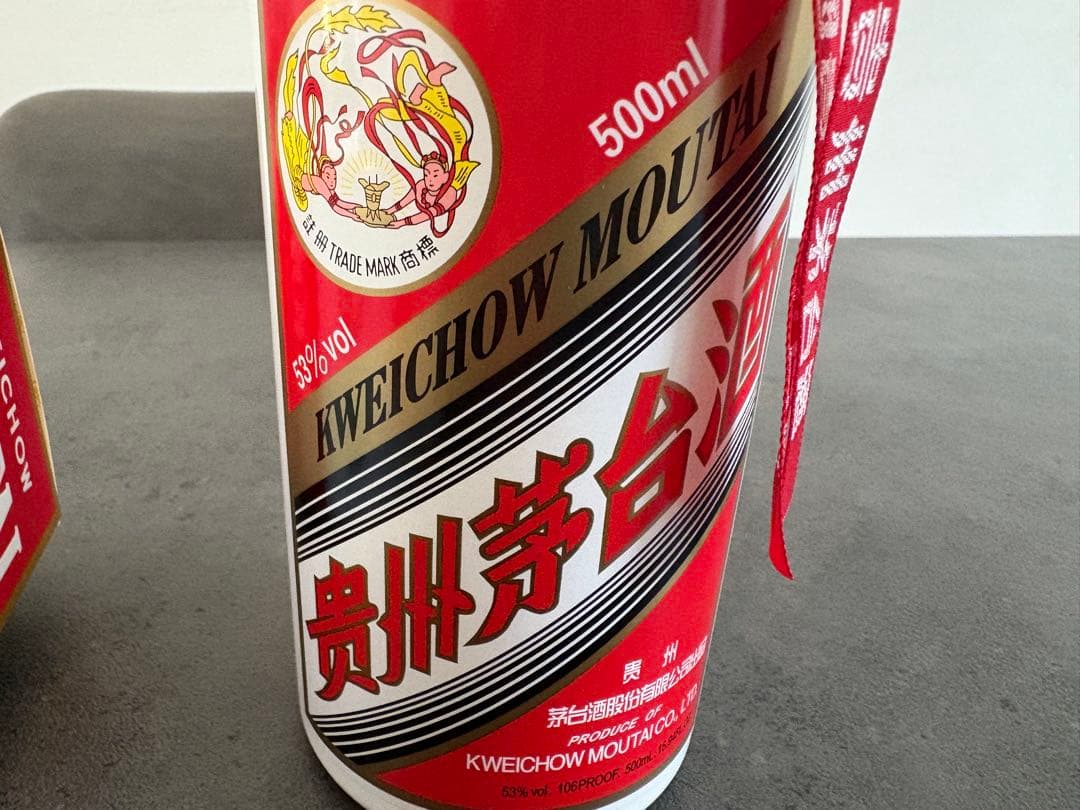 註冊 TRADE MARK 商標
500ml
53%vol
KWEICHOW MOUTAI
贵州茅台酒
贵 州
茅台酒股份有限公司出品
PRODUCE OF
KWEICHOW MOUTAI CO., LTD.
53% vol. 106PROOF. 500mL.
EICHOW